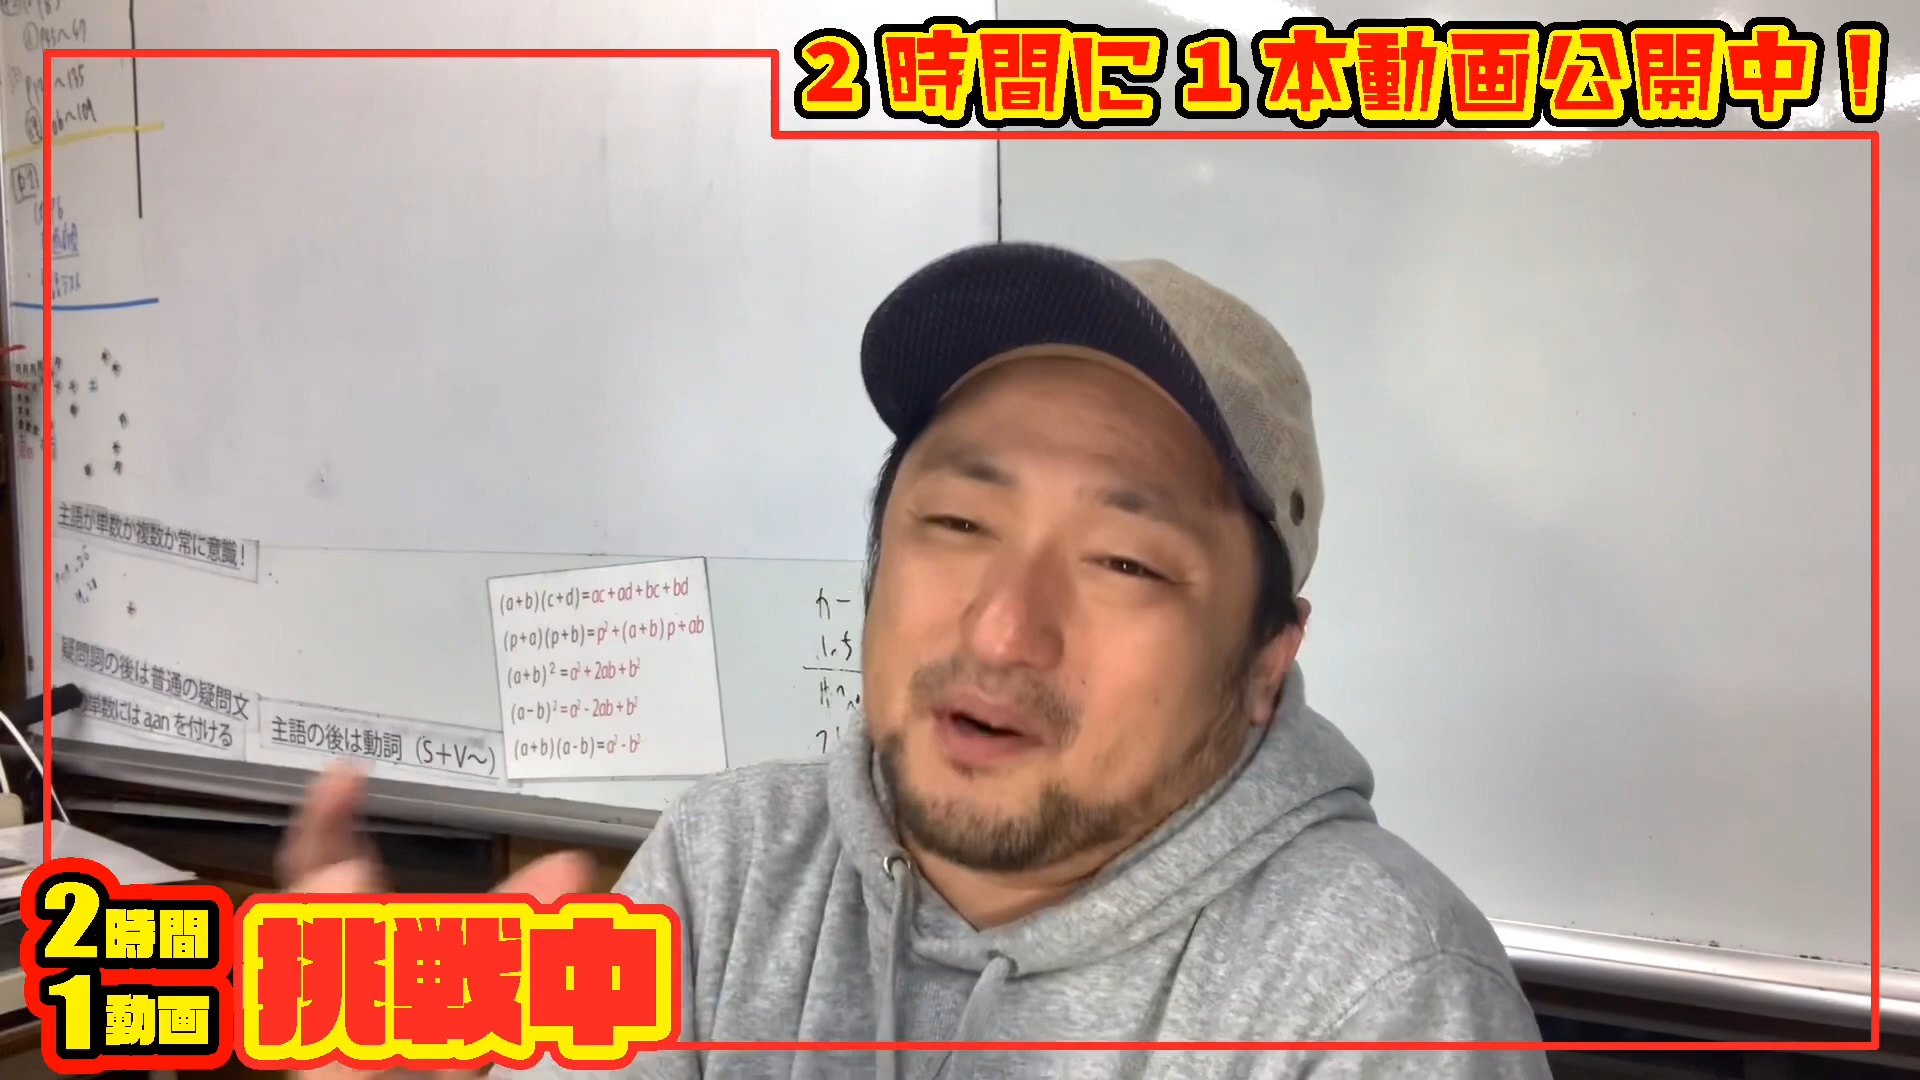 2時間に1本動画公開中！
主語が単数か複数か常に意識！
疑問詞の後は普通の疑問文
単数にはa,anを付ける
主語の後は動詞（S＋V〜）
(a+b)(c+d)=ac+ad+bc+bd
(p+a)(p+b)=p²+(a+b)p+ab
(a+b)²=a²+2ab+b²
(a-b)²=a²-2ab+b²
(a+b)(a-b)=a²-b²
2時間
1動画
挑戦中